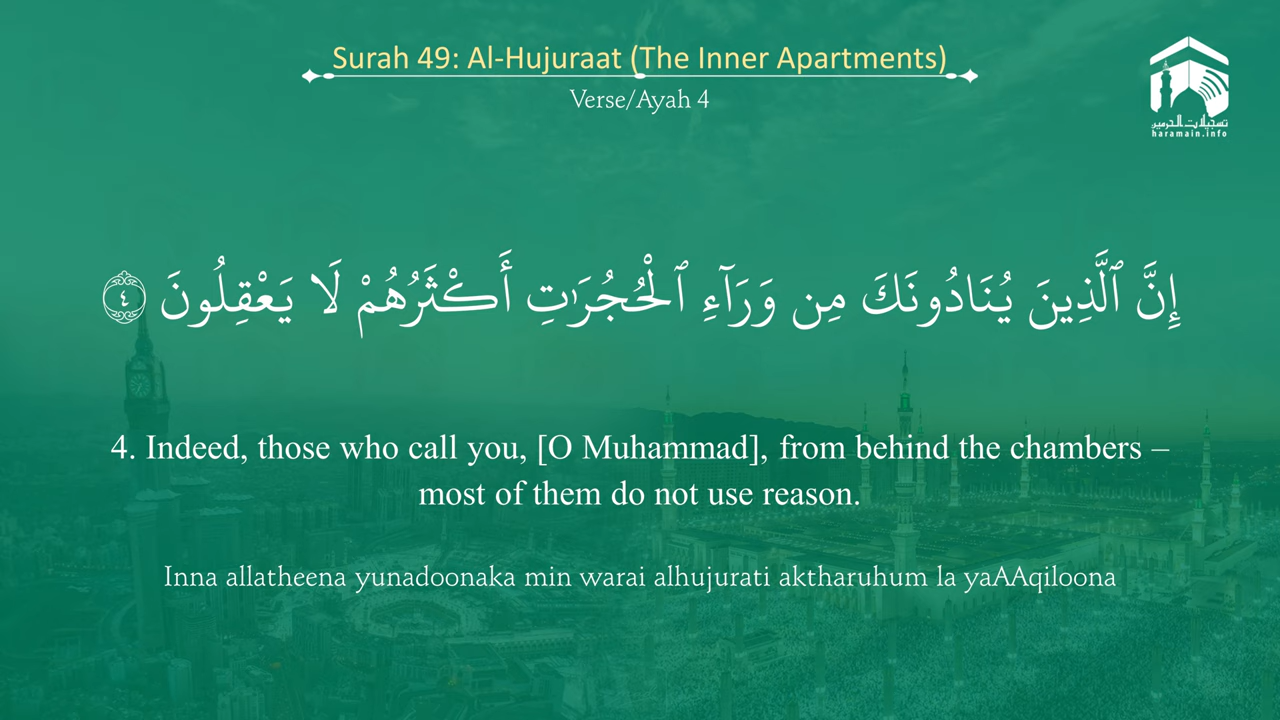 Surah 49: Al-Hujuraat (The Inner Apartments)
Verse/Ayah 4
تسجيلات الحرمين
haramain.info
إِنَّ ٱلَّذِينَ يُنَادُونَكَ مِن وَرَآءِ ٱلْحُجُرَٰتِ أَكْثَرُهُمْ لَا يَعْقِلُونَ ٤
4. Indeed, those who call you, [O Muhammad], from behind the chambers –
most of them do not use reason.
Inna allatheena yunadoonaka min warai alhujurati aktharuhum la yaAAqiloona